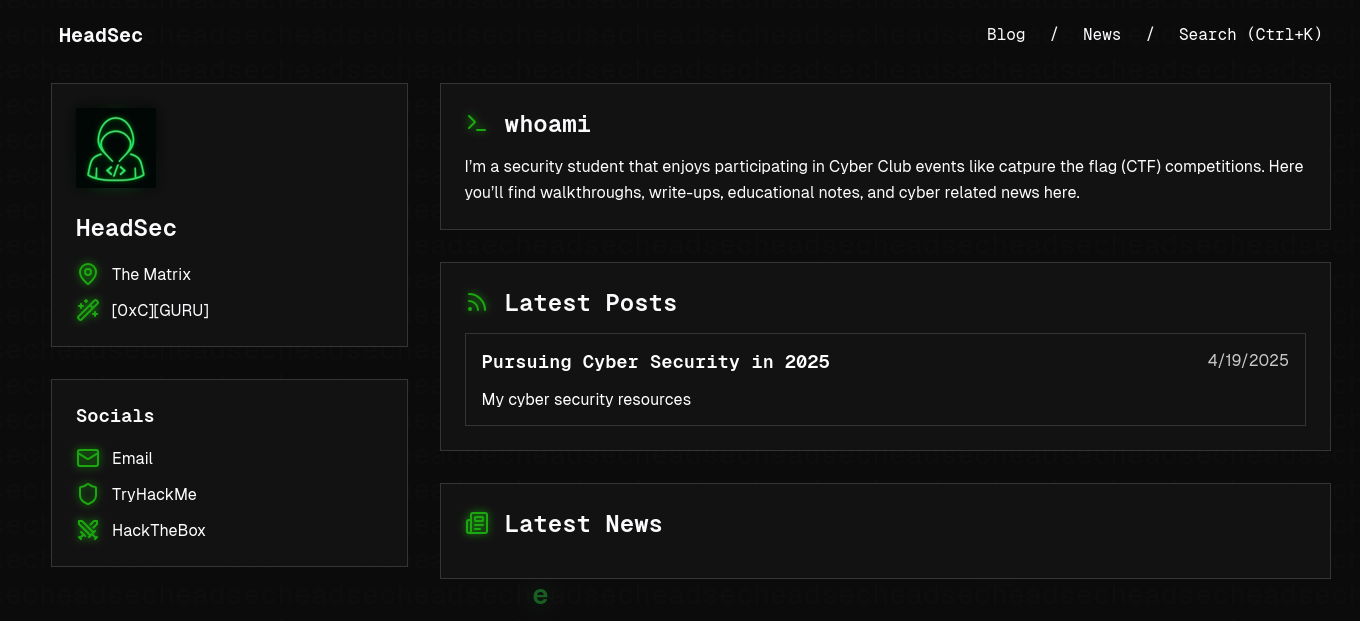 HeadSec
Blog / News / Search (Ctrl+K)
</>
HeadSec
The Matrix
[0xC][GURU]
Socials
Email
TryHackMe
HackTheBox
whoami
I'm a security student that enjoys participating in Cyber Club events like catpure the flag (CTF) competitions. Here
you'll find walkthroughs, write-ups, educational notes, and cyber related news here.
Latest Posts
Pursuing Cyber Security in 2025 4/19/2025
My cyber security resources
Latest News
e